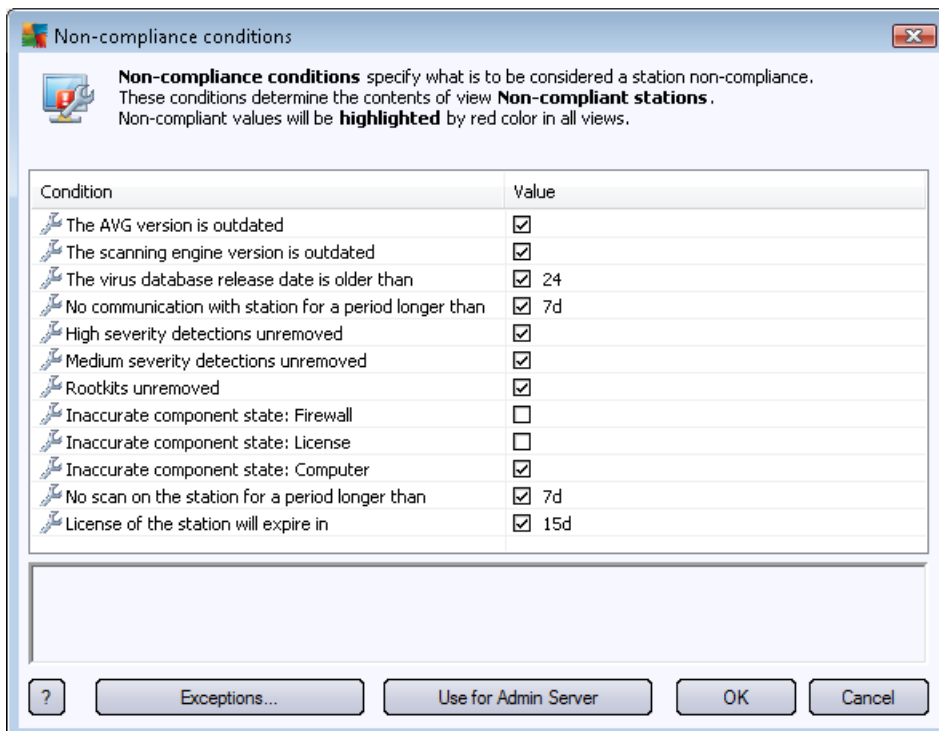 Non-compliance conditions
Non-compliance conditions specify what is to be considered a station non-compliance.
These conditions determine the contents of view Non-compliant stations.
Non-compliant values will be highlighted by red color in all views.
Condition Value
The AVG version is outdated
The scanning engine version is outdated
The virus database release date is older than 24
No communication with station for a period longer than 7d
High severity detections unremoved
Medium severity detections unremoved
Rootkits unremoved
Inaccurate component state: Firewall
Inaccurate component state: License
Inaccurate component state: Computer
No scan on the station for a period longer than 7d
License of the station will expire in 15d
? Exceptions... Use for Admin Server OK Cancel